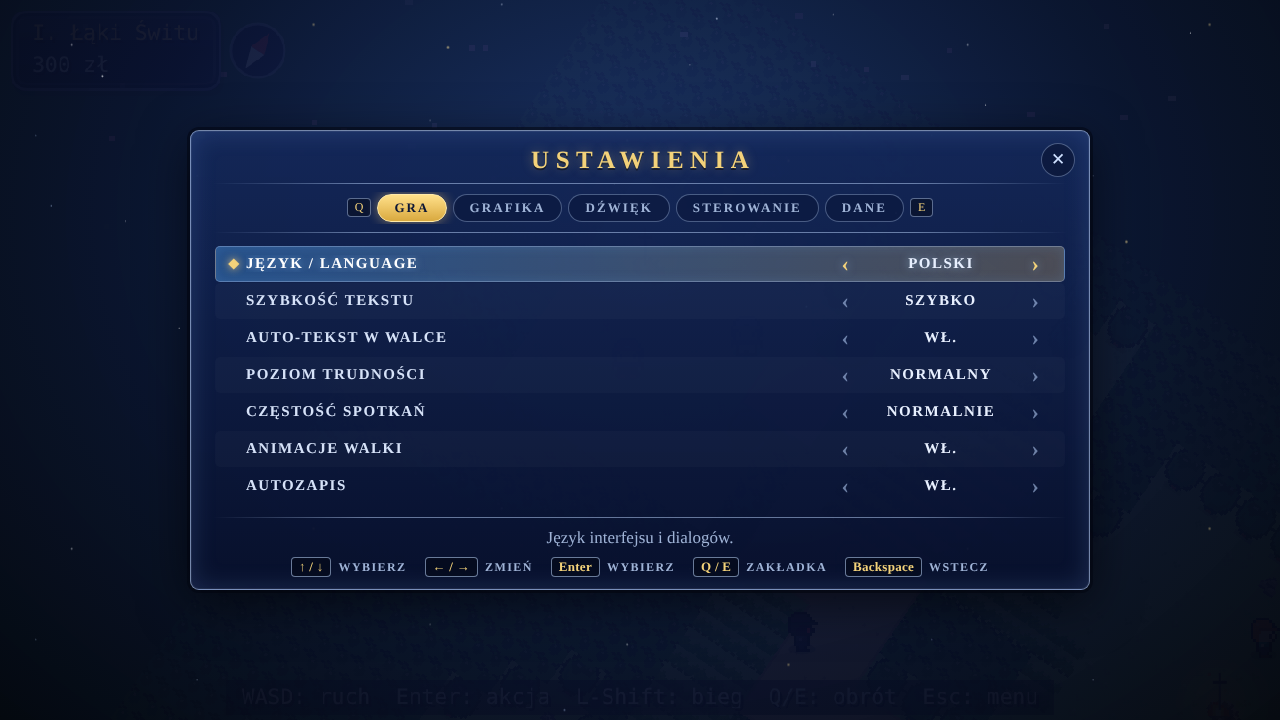 I. Łąki Świtu
300 zł
USTAWIENIA
Q GRA GRAFIKA DŹWIĘK STEROWANIE DANE E
JĘZYK / LANGUAGE ‹ POLSKI ›
SZYBKOŚĆ TEKSTU ‹ SZYBKO ›
AUTO-TEKST W WALCE ‹ WŁ. ›
POZIOM TRUDNOŚCI ‹ NORMALNY ›
CZĘSTOŚĆ SPOTKAŃ ‹ NORMALNIE ›
ANIMACJE WALKI ‹ WŁ. ›
AUTOZAPIS ‹ WŁ. ›
Język interfejsu i dialogów.
↑ / ↓ WYBIERZ ← / → ZMIEŃ Enter WYBIERZ Q / E ZAKŁADKA Backspace WSTECZ
WASD: ruch Enter: akcja L-Shift: bieg Q/E: obrót Esc: menu